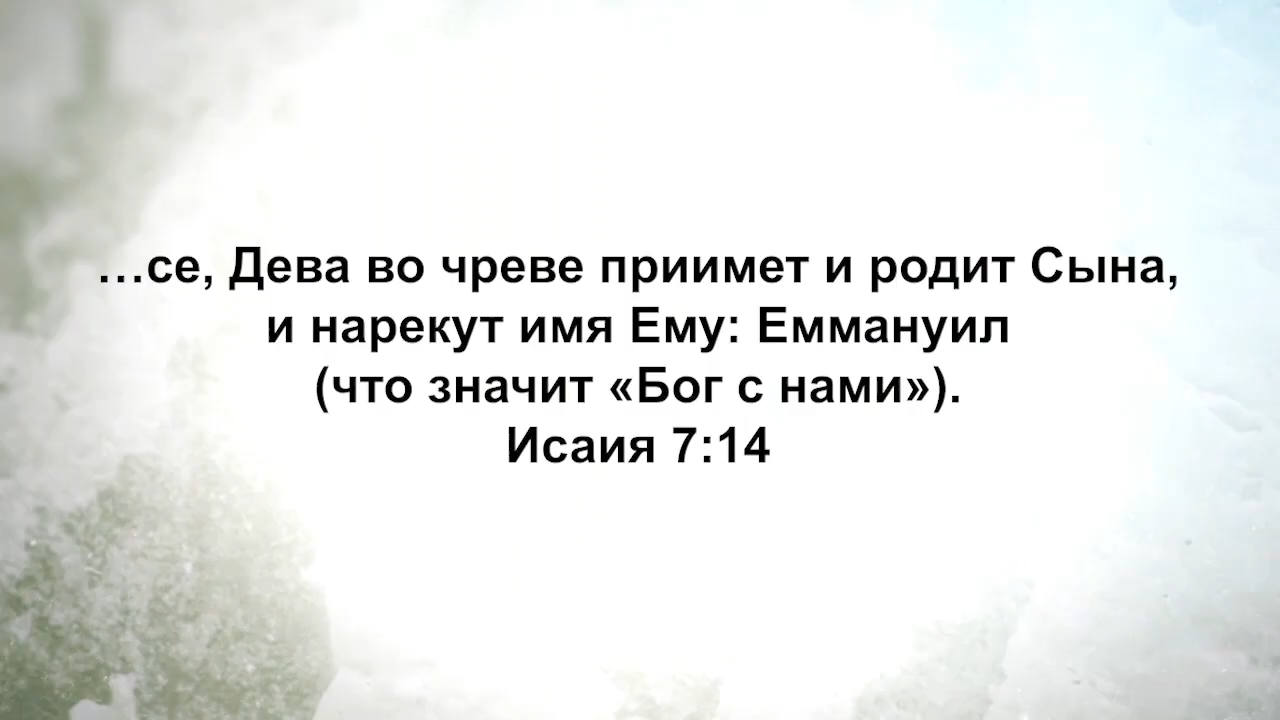 …се, Дева во чреве приимет и родит Сына,
и нарекут имя Ему: Еммануил
(что значит «Бог с нами»).
Исаия 7:14